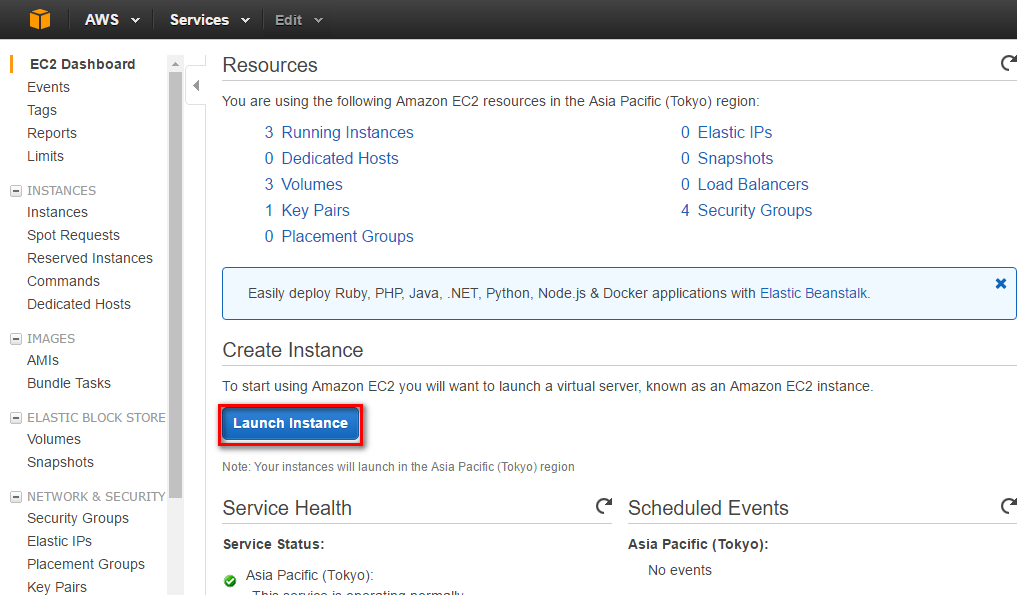 AWS Services Edit
EC2 Dashboard
Events
Tags
Reports
Limits
INSTANCES
Instances
Spot Requests
Reserved Instances
Commands
Dedicated Hosts
IMAGES
AMIs
Bundle Tasks
ELASTIC BLOCK STORE
Volumes
Snapshots
NETWORK & SECURITY
Security Groups
Elastic IPs
Placement Groups
Key Pairs
Resources
You are using the following Amazon EC2 resources in the Asia Pacific (Tokyo) region:
3 Running Instances
0 Dedicated Hosts
3 Volumes
1 Key Pairs
0 Placement Groups
0 Elastic IPs
0 Snapshots
0 Load Balancers
4 Security Groups
Easily deploy Ruby, PHP, Java, .NET, Python, Node.js & Docker applications with Elastic Beanstalk.
Create Instance
To start using Amazon EC2 you will want to launch a virtual server, known as an Amazon EC2 instance.
Launch Instance
Note: Your instances will launch in the Asia Pacific (Tokyo) region
Service Health
Service Status:
Asia Pacific (Tokyo):
This service is operating normally
Scheduled Events
Asia Pacific (Tokyo):
No events